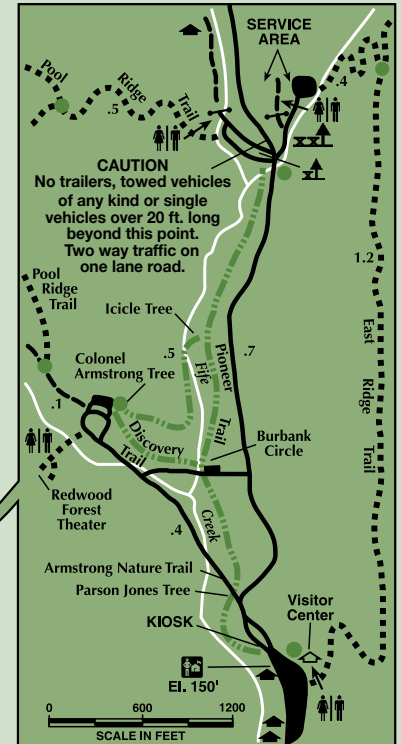 SERVICE
AREA
.4
Pool
Ridge
Trail
.5
CAUTION
No trailers, towed vehicles
of any kind or single
vehicles over 20 ft. long
beyond this point.
Two way traffic on
one lane road.
1.2
East
Ridge
Trail
Pool
Ridge
Trail
Icicle Tree
.5
Fife
Creek
Pioneer
Trail
.7
Colonel
Armstrong Tree
.1
Discovery
Trail
Burbank
Circle
Redwood
Forest
Theater
.4
Armstrong Nature Trail
Parson Jones Tree
KIOSK
Visitor
Center
El. 150'
0 600 1200
SCALE IN FEET